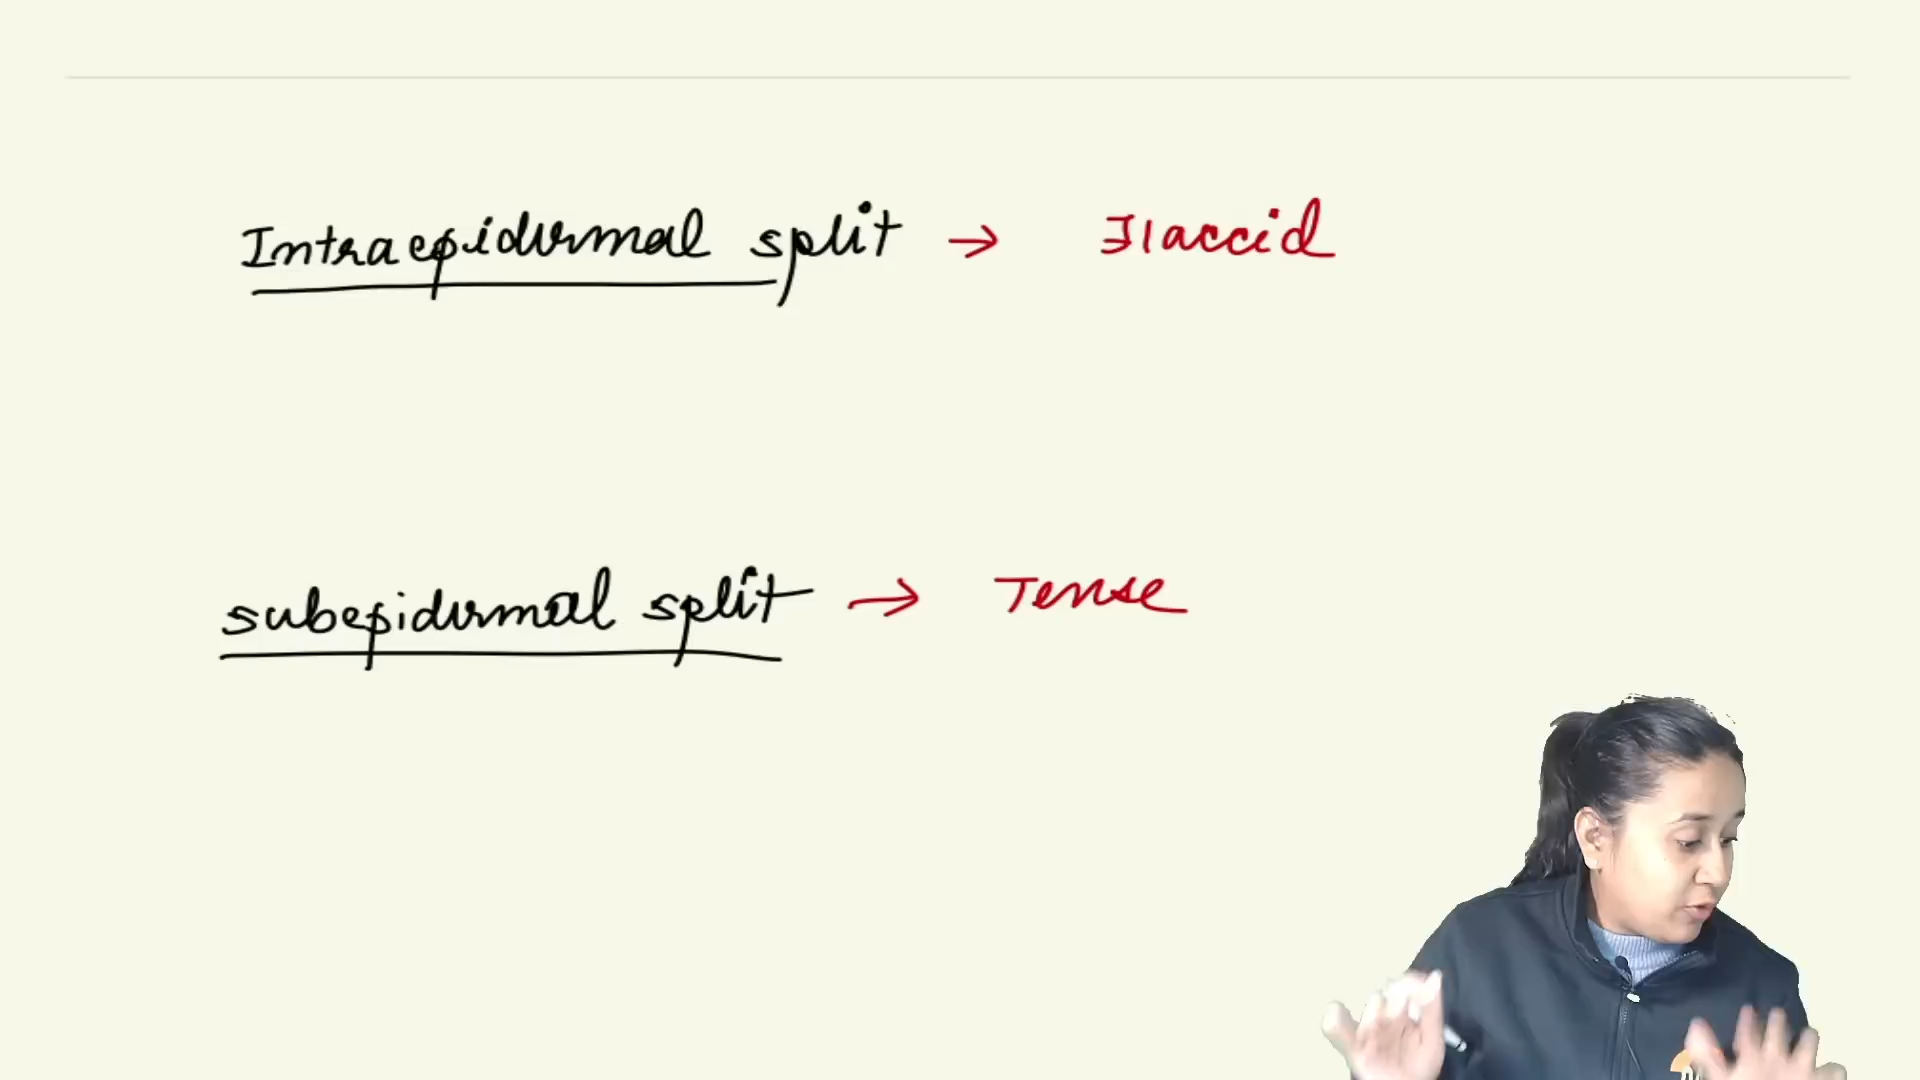 Intraepidermal split → Flaccid
subepidermal split → Tense